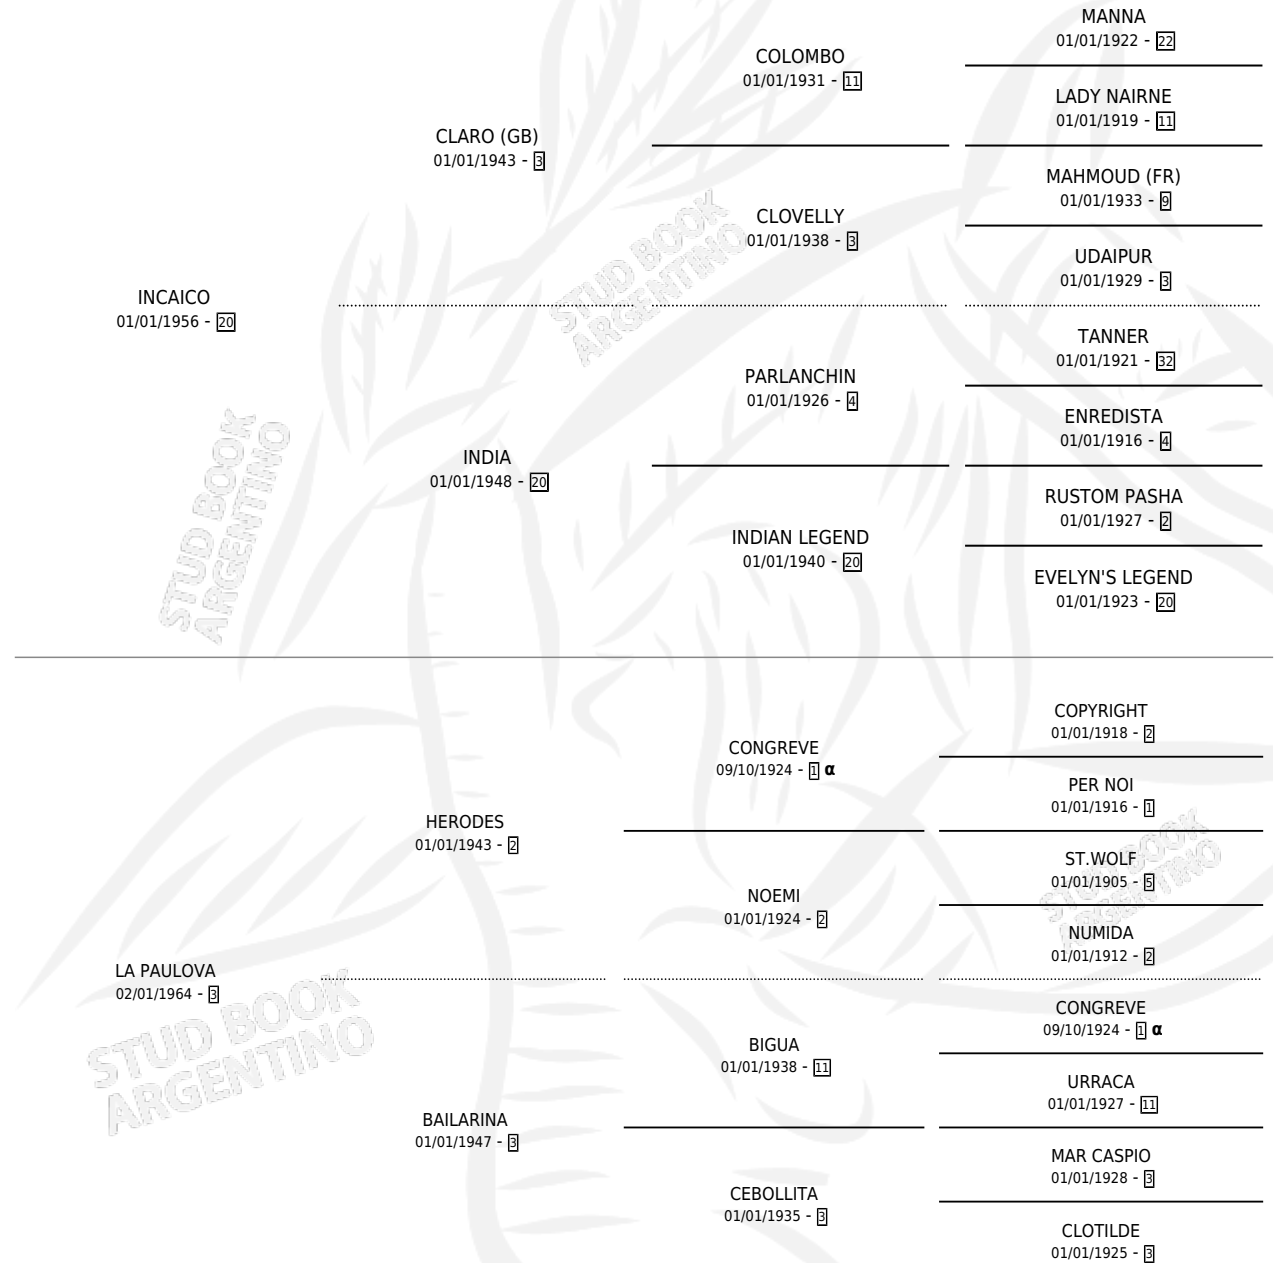 MANNA
01/01/1922 - 22
COLOMBO
01/01/1931 - 11
LADY NAIRNE
01/01/1919 - 11
CLARO (GB)
01/01/1943 - 3
MAHMOUD (FR)
01/01/1933 - 9
CLOVELLY
01/01/1938 - 3
UDAIPUR
01/01/1929 - 3
INCAICO
01/01/1956 - 20
TANNER
01/01/1921 - 32
PARLANCHIN
01/01/1926 - 4
ENREDISTA
01/01/1916 - 4
INDIA
01/01/1948 - 20
RUSTOM PASHA
01/01/1927 - 2
INDIAN LEGEND
01/01/1940 - 20
EVELYN'S LEGEND
01/01/1923 - 20
COPYRIGHT
01/01/1918 - 2
CONGREVE
09/10/1924 - 1 α
PER NOI
01/01/1916 - 1
HERODES
01/01/1943 - 2
ST.WOLF
01/01/1905 - 5
NOEMI
01/01/1924 - 2
NUMIDA
01/01/1912 - 2
LA PAULOVA
02/01/1964 - 3
CONGREVE
09/10/1924 - 1 α
BIGUA
01/01/1938 - 11
URRACA
01/01/1927 - 11
BAILARINA
01/01/1947 - 3
MAR CASPIO
01/01/1928 - 3
CEBOLLITA
01/01/1935 - 3
CLOTILDE
01/01/1925 - 3
STUD BOOK
ARGENTINO
STUD BOOK
ARGENTINO
STUD BOOK
ARGENTINO
STUD BOOK
ARGENTINO